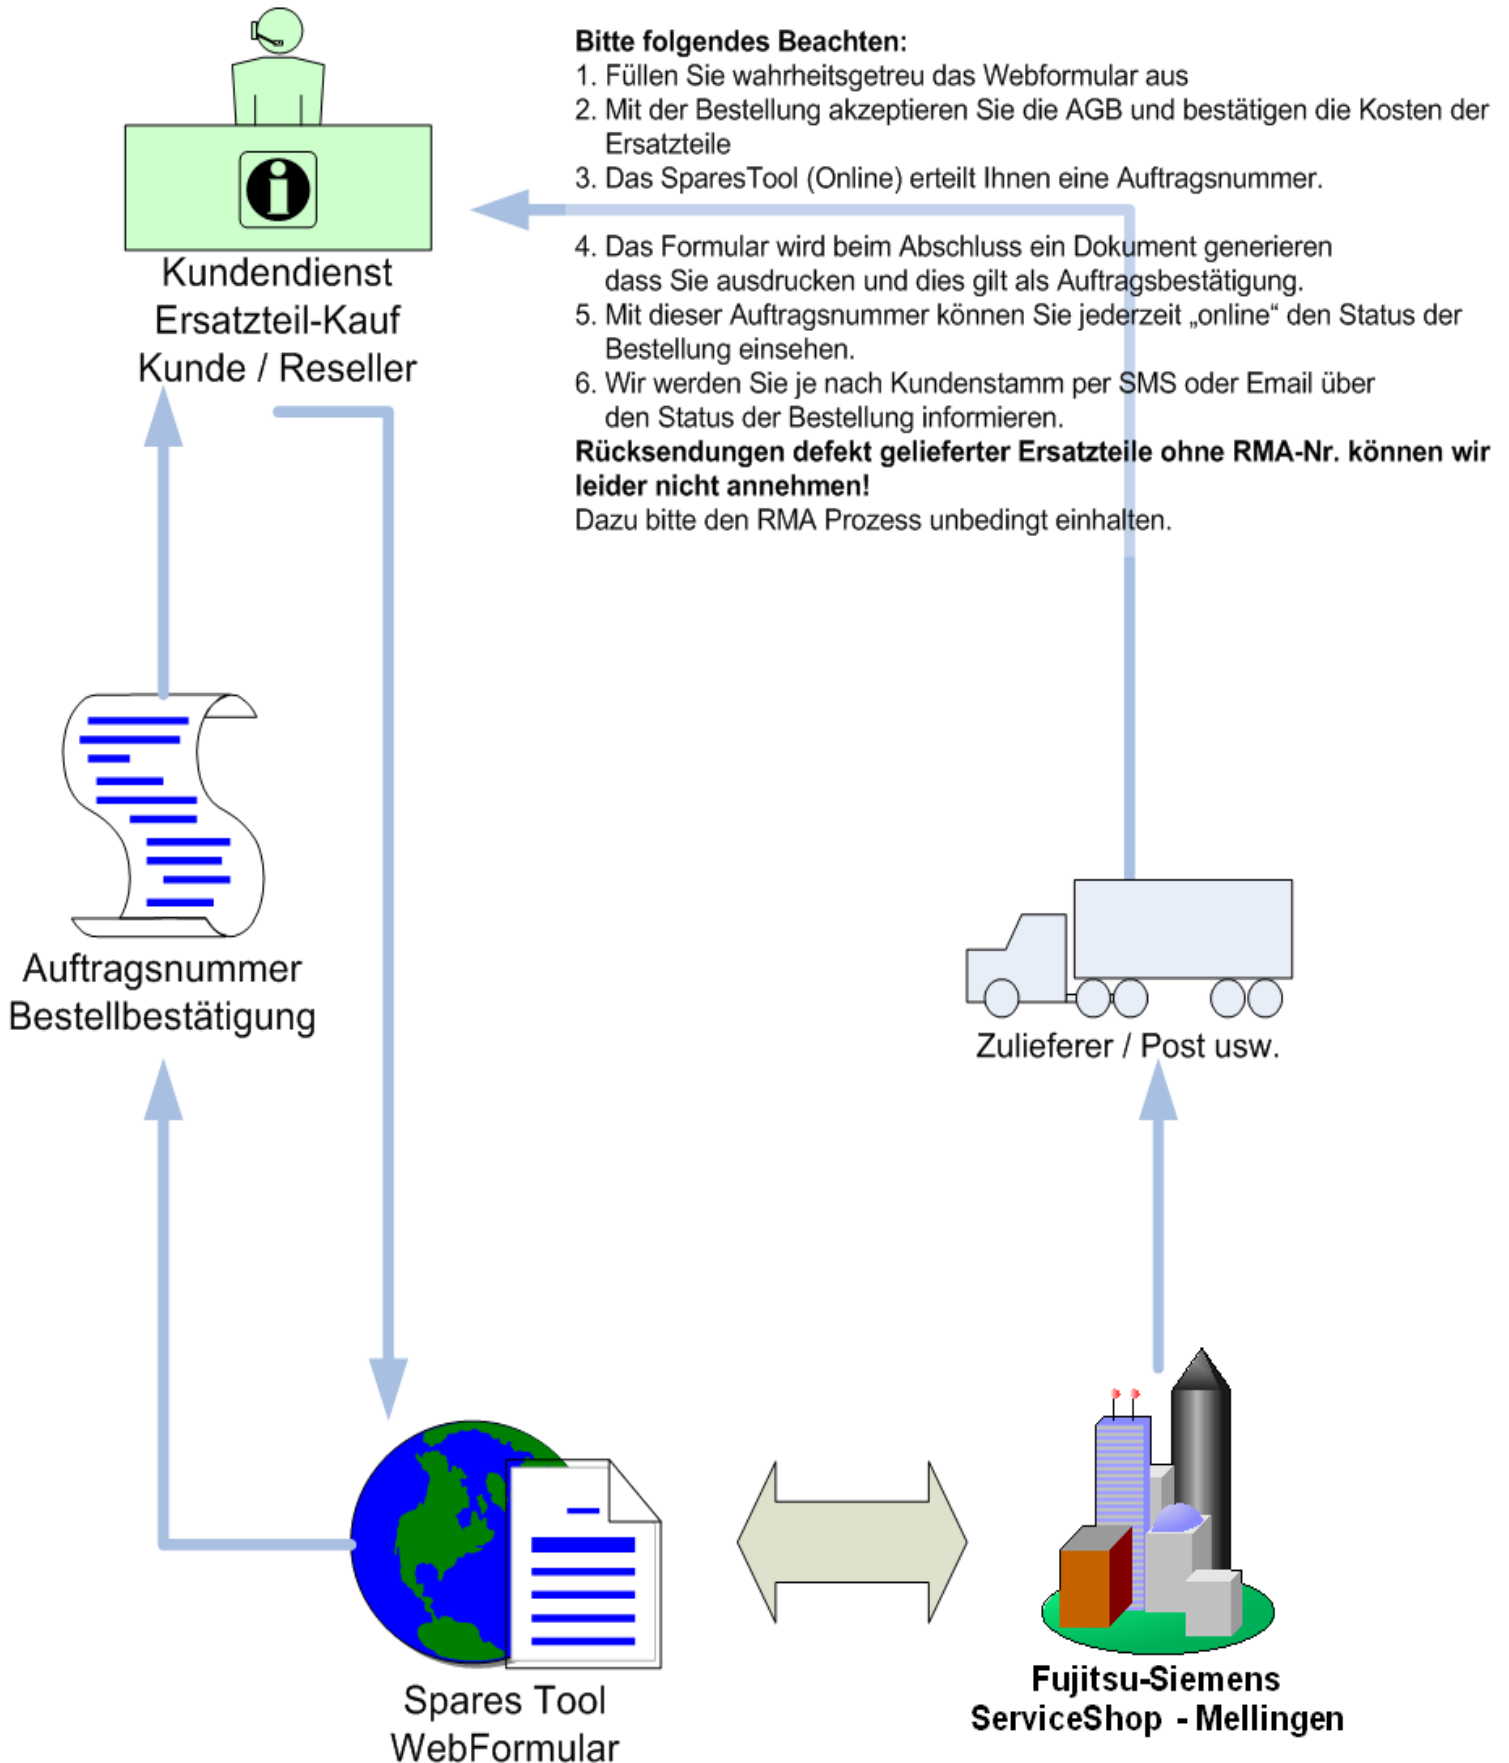 Bitte folgendes Beachten:
1. Füllen Sie wahrheitsgetreu das Webformular aus
2. Mit der Bestellung akzeptieren Sie die AGB und bestätigen die Kosten der
Ersatzteile
3. Das SparesTool (Online) erteilt Ihnen eine Auftragsnummer.
4. Das Formular wird beim Abschluss ein Dokument generieren
dass Sie ausdrucken und dies gilt als Auftragsbestätigung.
5. Mit dieser Auftragsnummer können Sie jederzeit „online“ den Status der
Bestellung einsehen.
6. Wir werden Sie je nach Kundenstamm per SMS oder Email über
den Status der Bestellung informieren.
Rücksendungen defekt gelieferter Ersatzteile ohne RMA-Nr. können wir
leider nicht annehmen!
Dazu bitte den RMA Prozess unbedingt einhalten.
Kundendienst
Ersatzteil-Kauf
Kunde / Reseller
Auftragsnummer
Bestellbestätigung
Zulieferer / Post usw.
Spares Tool
WebFormular
Fujitsu-Siemens
ServiceShop - Mellingen